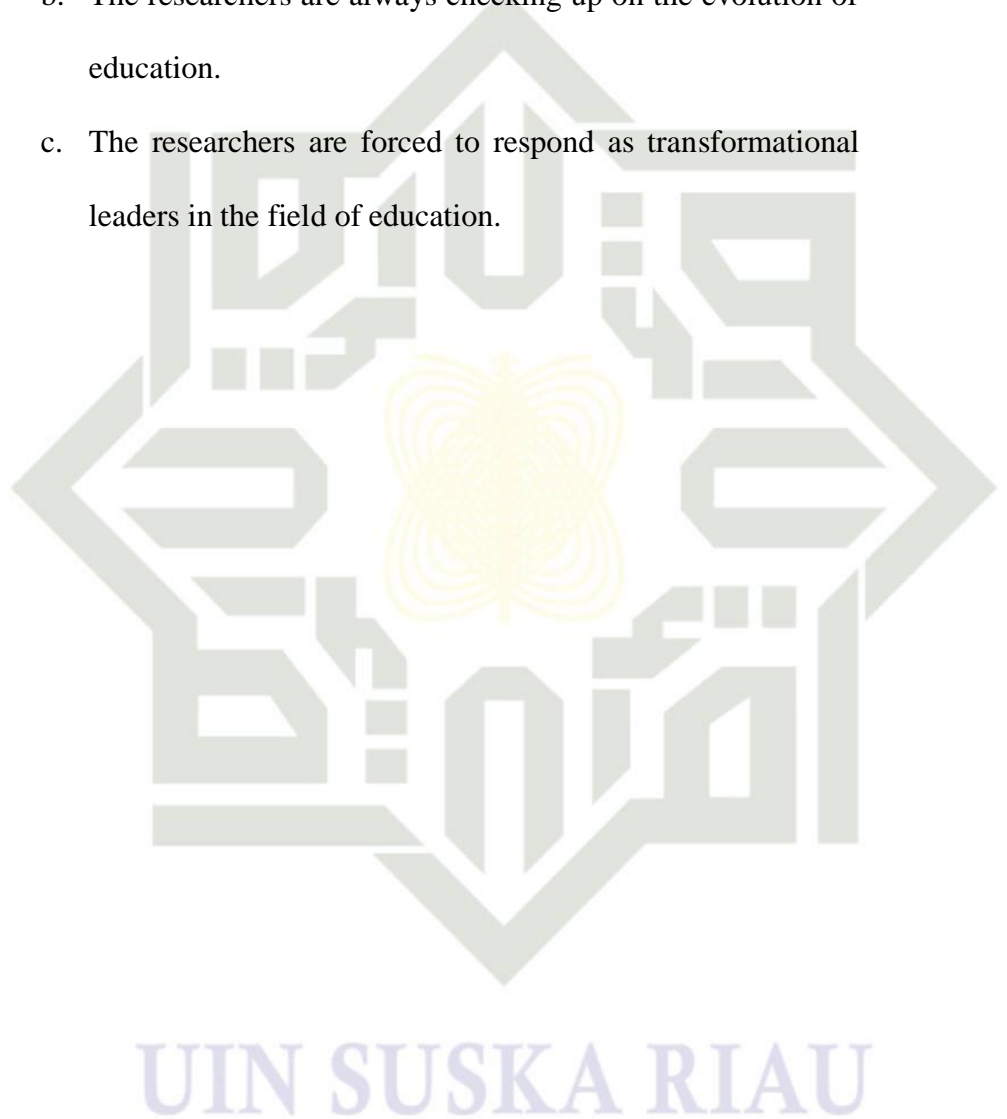 b. The researchers are always checking up on the evolution of
education.
c. The researchers are forced to respond as transformational
leaders in the field of education.
UIN SUSKA RIAU